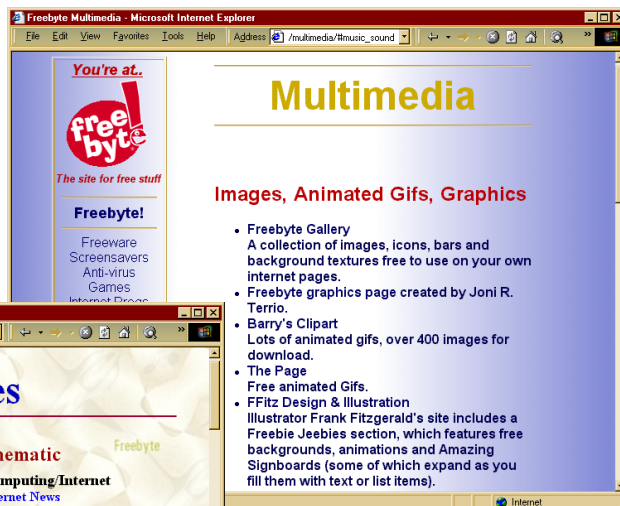 Freebyte Multimedia - Microsoft Internet Explorer
File Edit View Favorites Tools Help Address /multimedia/#music_sound »
You're at..
free
byte!
The site for free stuff
Freebyte!
Freeware
Screensavers
Anti-virus
Games
Internet Progs
Multimedia
Images, Animated Gifs, Graphics
• Freebyte Gallery
A collection of images, icons, bars and
background textures free to use on your own
internet pages.
• Freebyte graphics page created by Joni R.
Terrio.
• Barry's Clipart
Lots of animated gifs, over 400 images for
download.
• The Page
Free animated Gifs.
• FFitz Design & Illustration
Illustrator Frank Fitzgerald's site includes a
Freebie Jeebies section, which features free
backgrounds, animations and Amazing
Signboards (some of which expand as you
fill them with text or list items).
Internet
»
es
hematic
Freebyte
mputing/Internet
ernet News